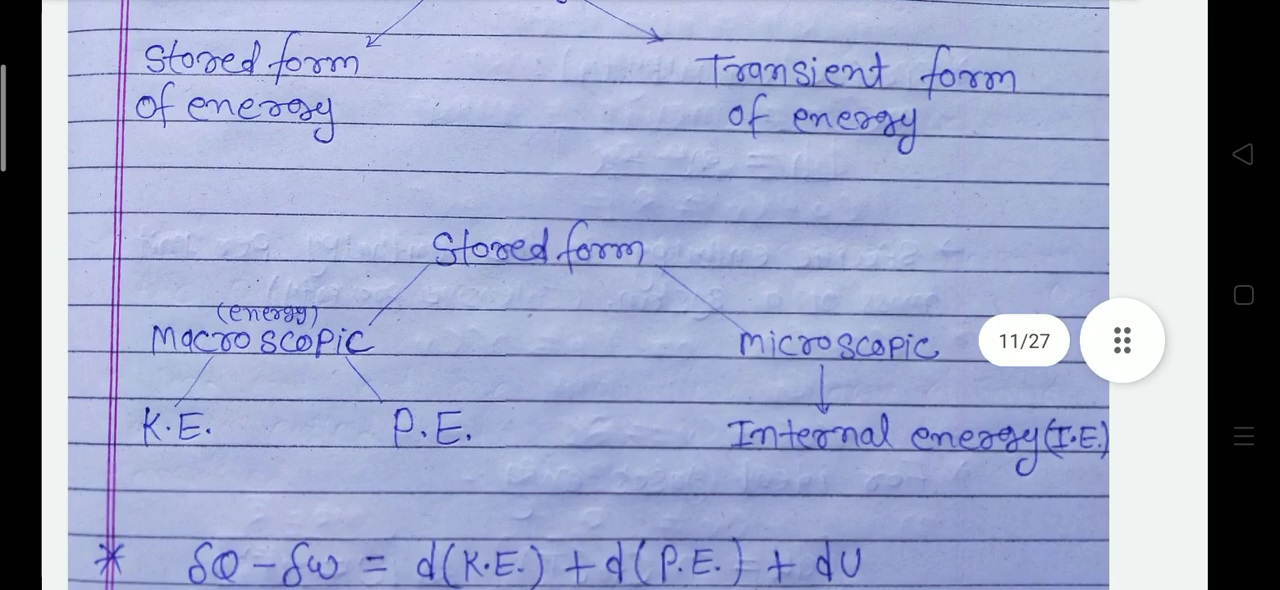 Stored form
of energy
Transient form
of energy
Stored form
(energy)
Macroscopic
Microscopic
11/27
K.E.
P.E.
Internal energy (I.E.)
* δQ - δw = d(K.E.) + d(P.E.) + dU